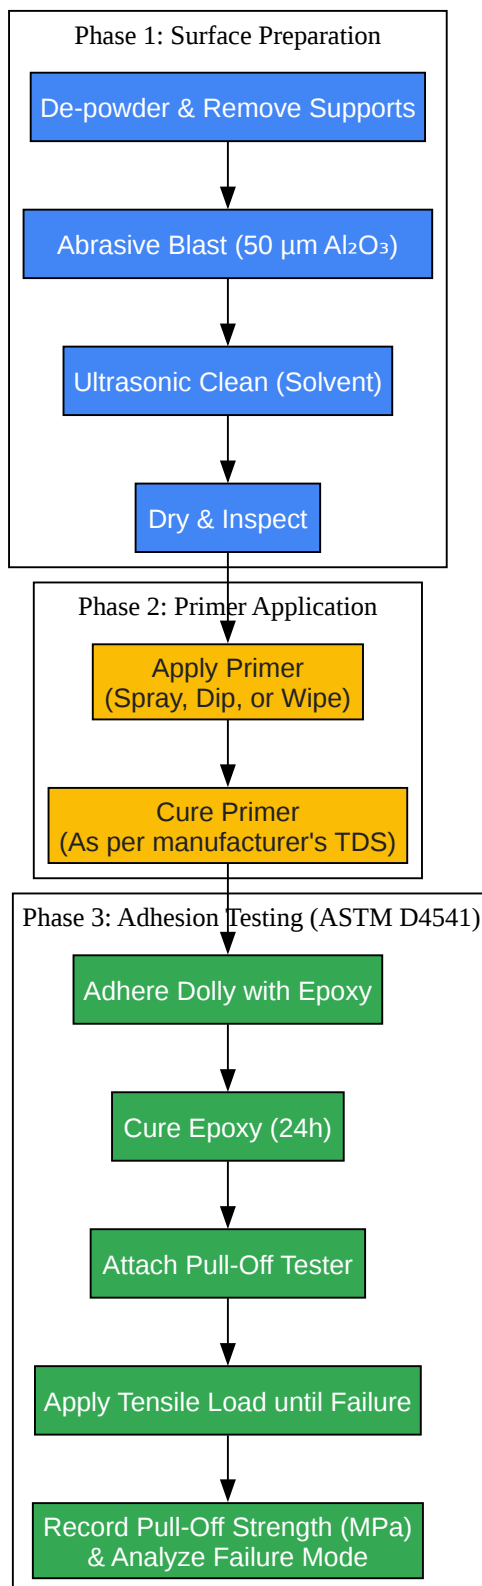 Phase 1: Surface Preparation
De-powder & Remove Supports
Abrasive Blast (50 µm Al₂O₃)
Ultrasonic Clean (Solvent)
Dry & Inspect
Phase 2: Primer Application
Apply Primer
(Spray, Dip, or Wipe)
Cure Primer
(As per manufacturer's TDS)
Phase 3: Adhesion Testing (ASTM D4541)
Adhere Dolly with Epoxy
Cure Epoxy (24h)
Attach Pull-Off Tester
Apply Tensile Load until Failure
Record Pull-Off Strength (MPa)
& Analyze Failure Mode